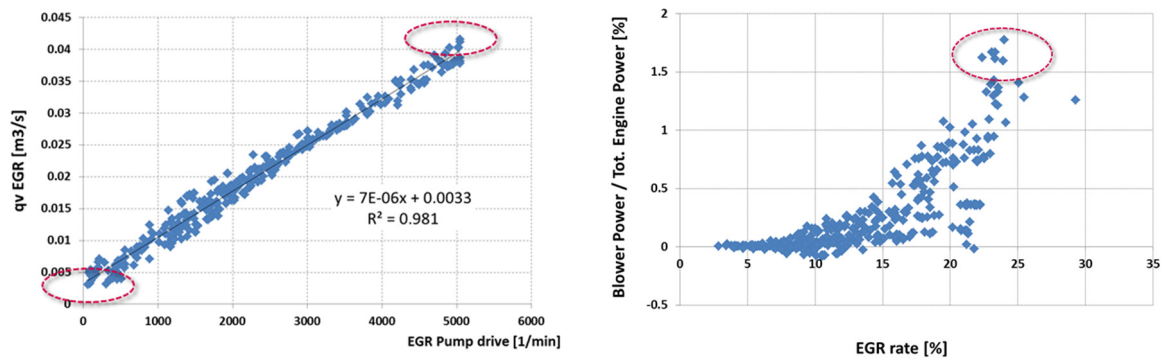 qv EGR [m3/s]
0.045
0.04
0.035
0.03
0.025
0.02
0.015
0.01
0.005
0
y = 7E-06x + 0.0033
R² = 0.981
0 1000 2000 3000 4000 5000 6000
EGR Pump drive [1/min]
Blower Power / Tot. Engine Power [%]
2
1.5
1
0.5
0
-0.5
0 5 10 15 20 25 30 35
EGR rate [%]